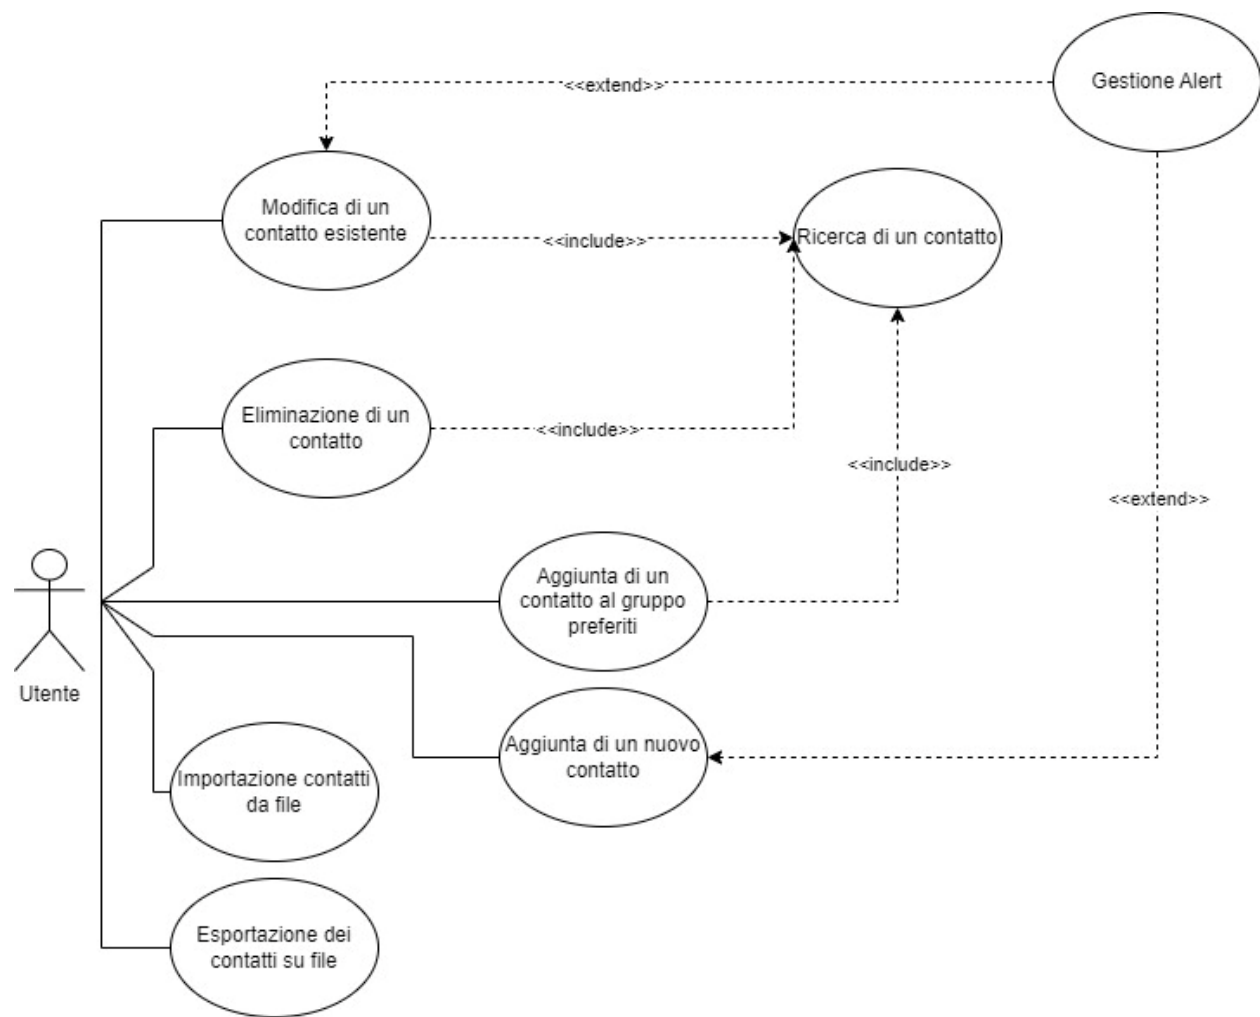 Gestione Alert
<<extend>>
Modifica di un
contatto esistente
<<include>>
Ricerca di un contatto
Eliminazione di un
contatto
<<include>>
<<include>>
<<extend>>
Aggiunta di un
contatto al gruppo
preferiti
Utente
Aggiunta di un nuovo
contatto
Importazione contatti
da file
Esportazione dei
contatti su file